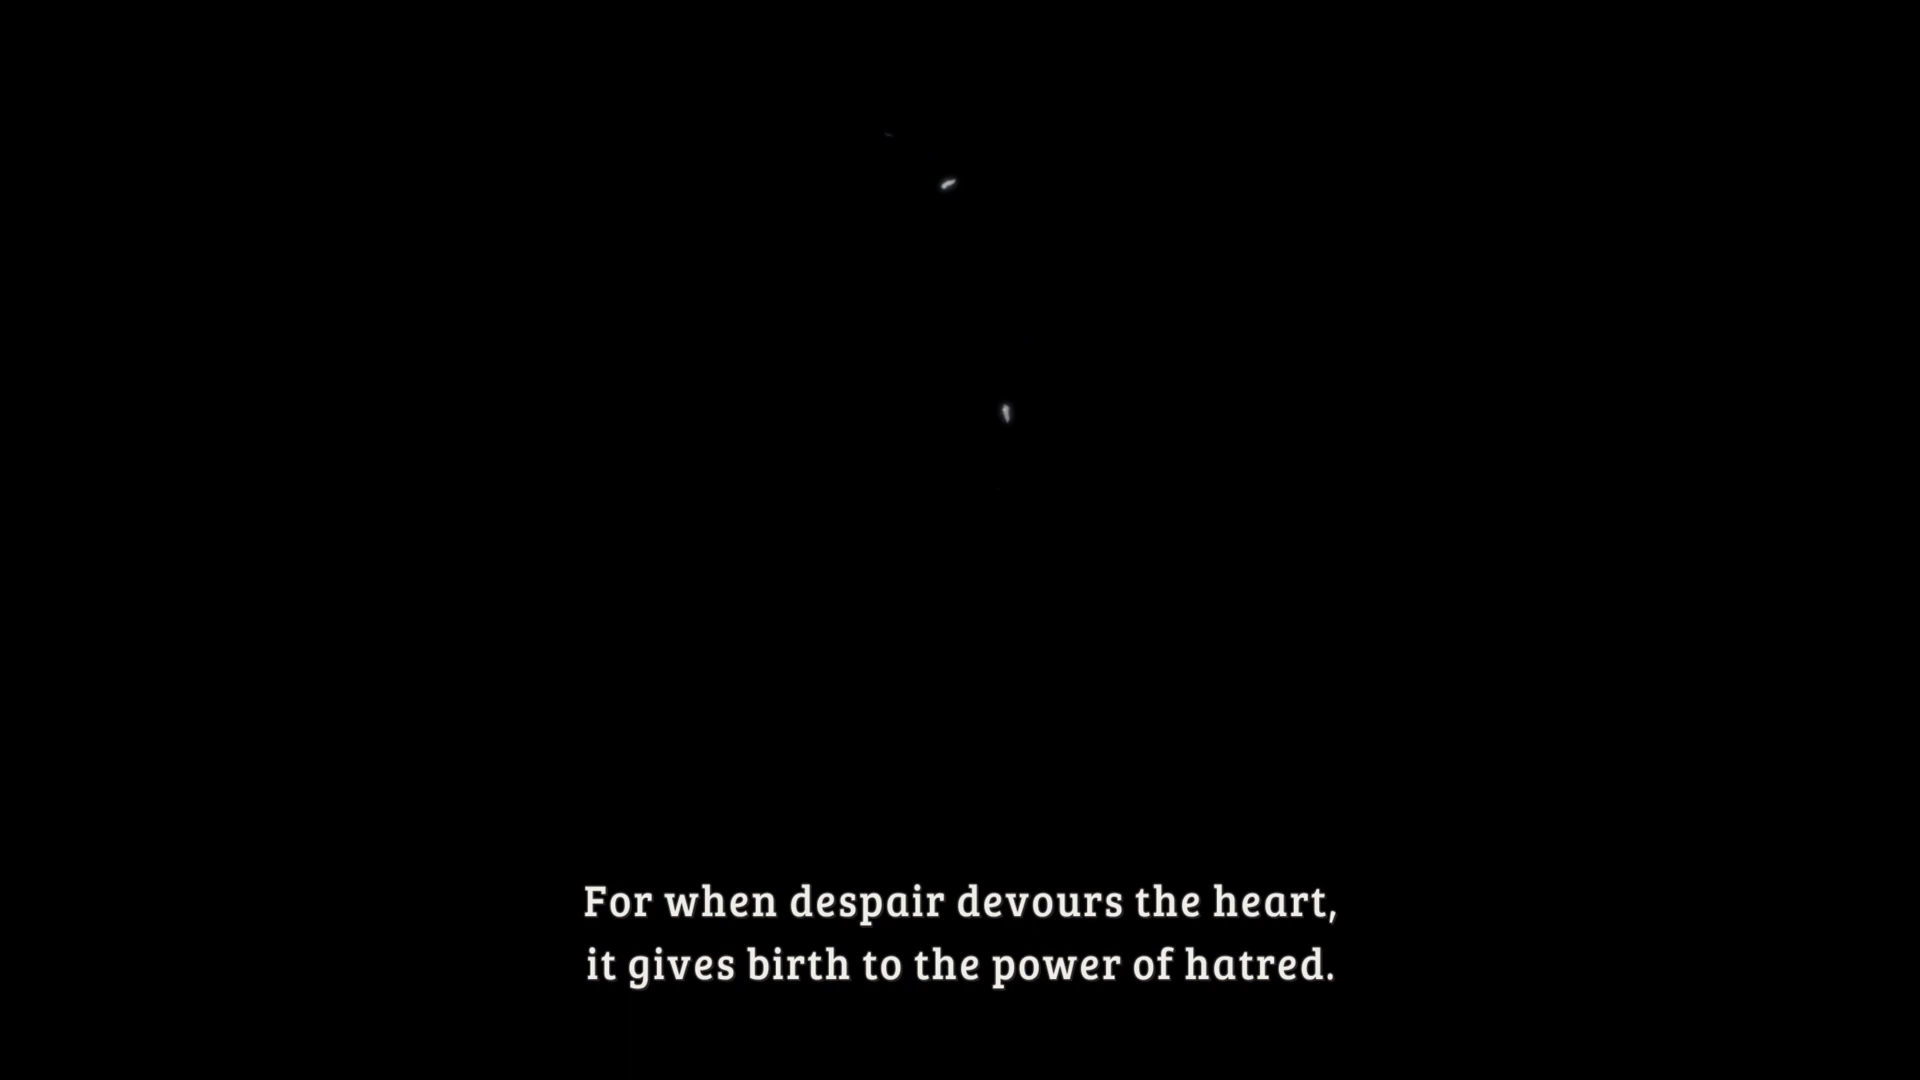 For when despair devours the heart,
it gives birth to the power of hatred.